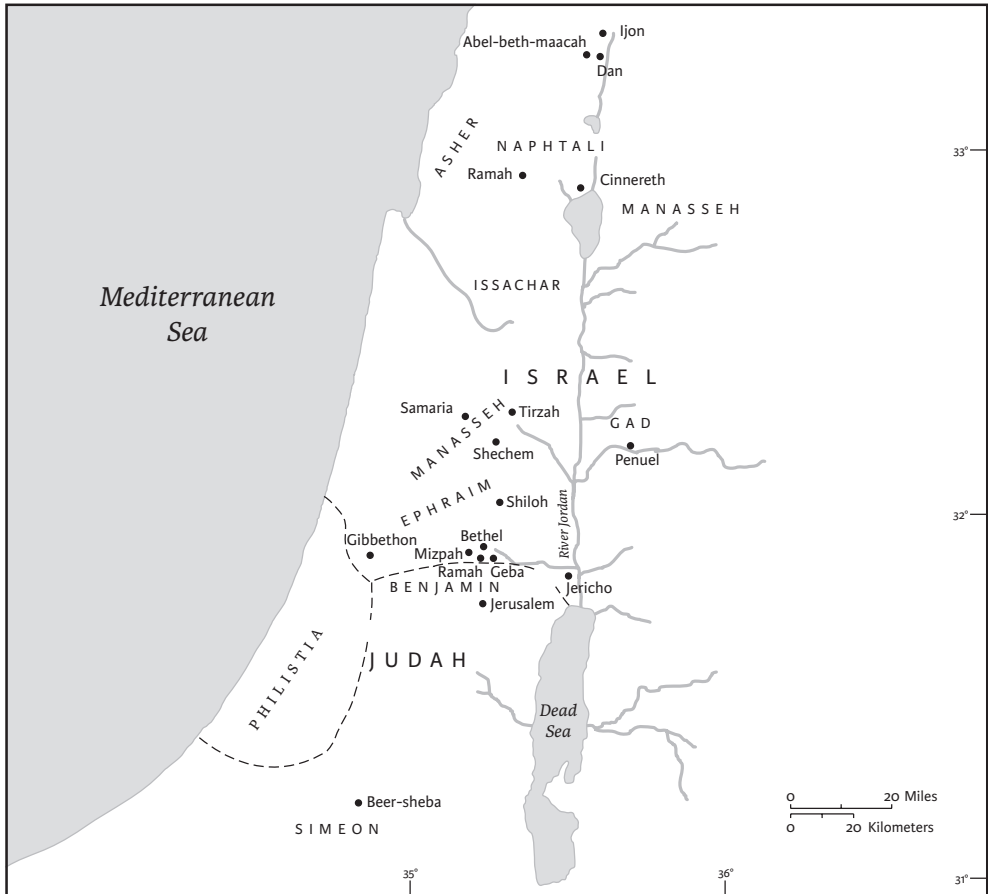 Ijon
Abel-beth-maacah
Dan
ASHER
NAPHTALI
33°
Ramah
Cinnereth
MANASSEH
ISSACHAR
Mediterranean
Sea
ISRAEL
Samaria
Tirzah
MANASSEH
GAD
Shechem
Penuel
EPHRAIM
Shiloh
River Jordan
32°
Gibbethon
Bethel
Mizpah
Ramah
Geba
BENJAMIN
Jericho
Jerusalem
PHILISTIA
JUDAH
Dead
Sea
Beer-sheba
SIMEON
0 20 Miles
0 20 Kilometers
35°
36°
31°